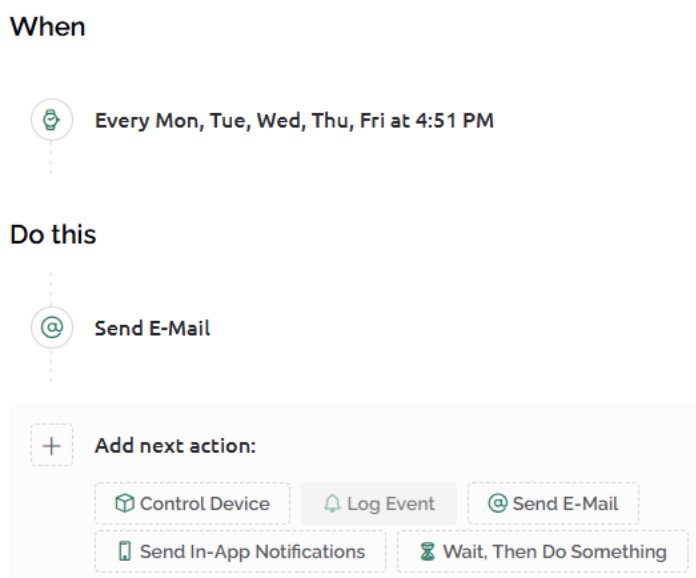 When
Every Mon, Tue, Wed, Thu, Fri at 4:51 PM
Do this
Send E-Mail
Add next action:
Control Device
Log Event
Send E-Mail
Send In-App Notifications
Wait, Then Do Something